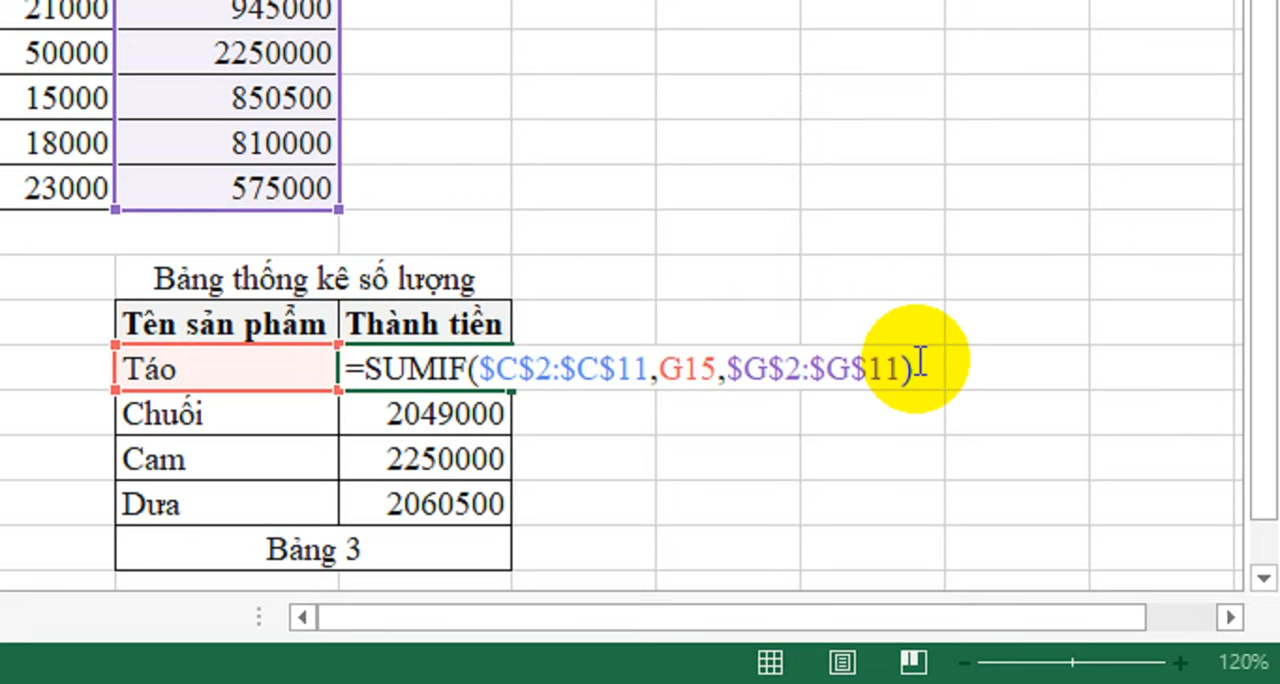 21000 945000
50000 2250000
15000 850500
18000 810000
23000 575000
Bảng thống kê số lượng
Tên sản phẩm Thành tiền
Táo =SUMIF($C$2:$C$11,G15,$G$2:$G$11)
Chuối 2049000
Cam 2250000
Dưa 2060500
Bảng 3
120%